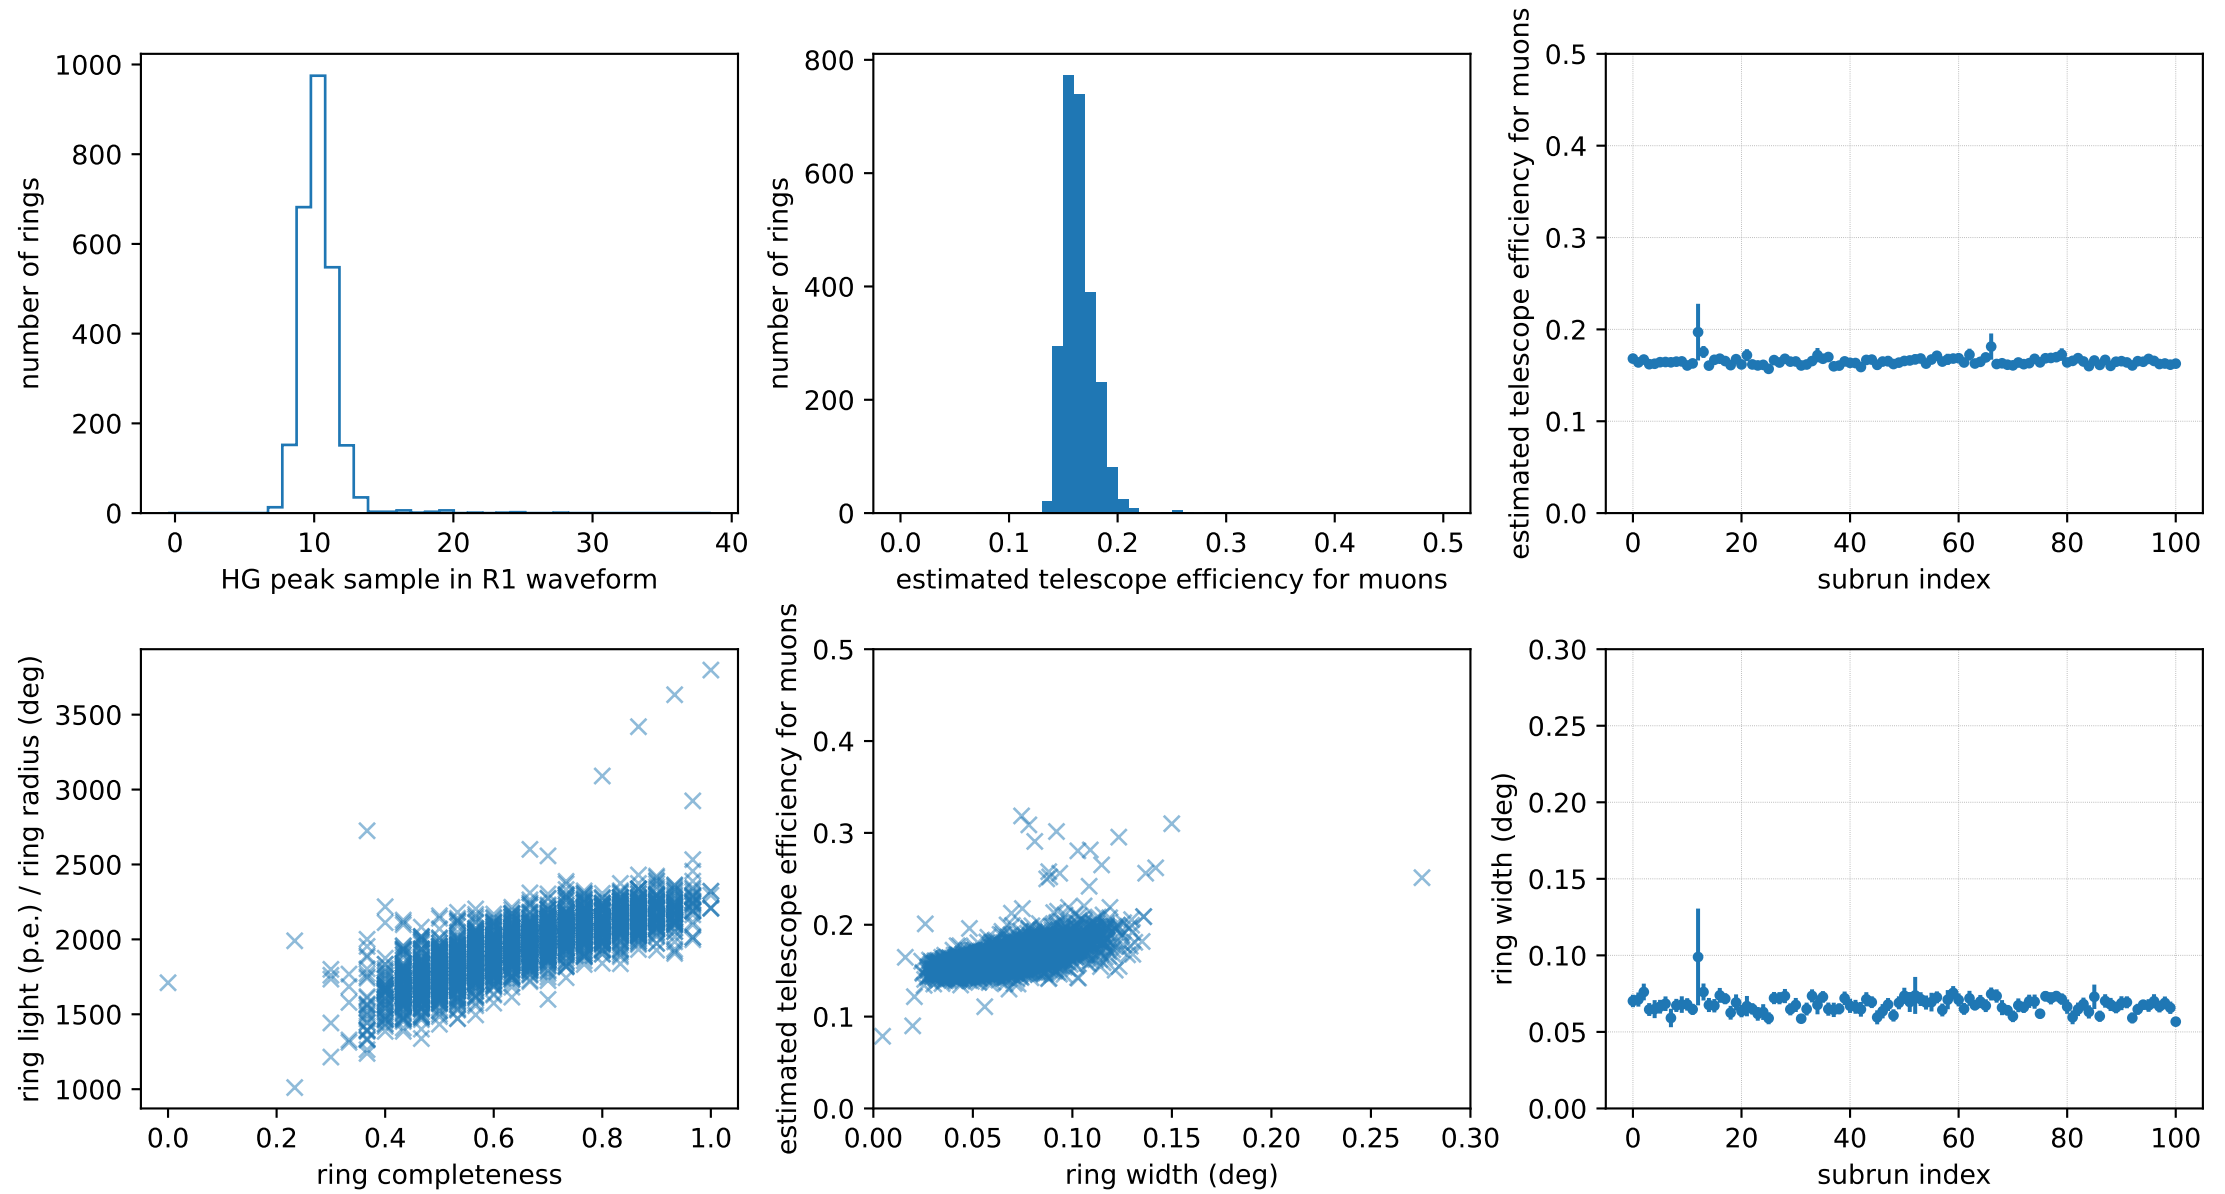 1000
800
600
400
200
0
number of rings
0 10 20 30 40
HG peak sample in R1 waveform
800
600
400
200
0
number of rings
0.0 0.1 0.2 0.3 0.4 0.5
estimated telescope efficiency for muons
0.5
0.4
0.3
0.2
0.1
0.0
estimated telescope efficiency for muons
0 20 40 60 80 100
subrun index
3500
3000
2500
2000
1500
1000
ring light (p.e.) / ring radius (deg)
0.0 0.2 0.4 0.6 0.8 1.0
ring completeness
0.5
0.4
0.3
0.2
0.1
0.0
estimated telescope efficiency for muons
0.00 0.05 0.10 0.15 0.20 0.25 0.30
ring width (deg)
0.30
0.25
0.20
0.15
0.10
0.05
0.00
ring width (deg)
0 20 40 60 80 100
subrun index